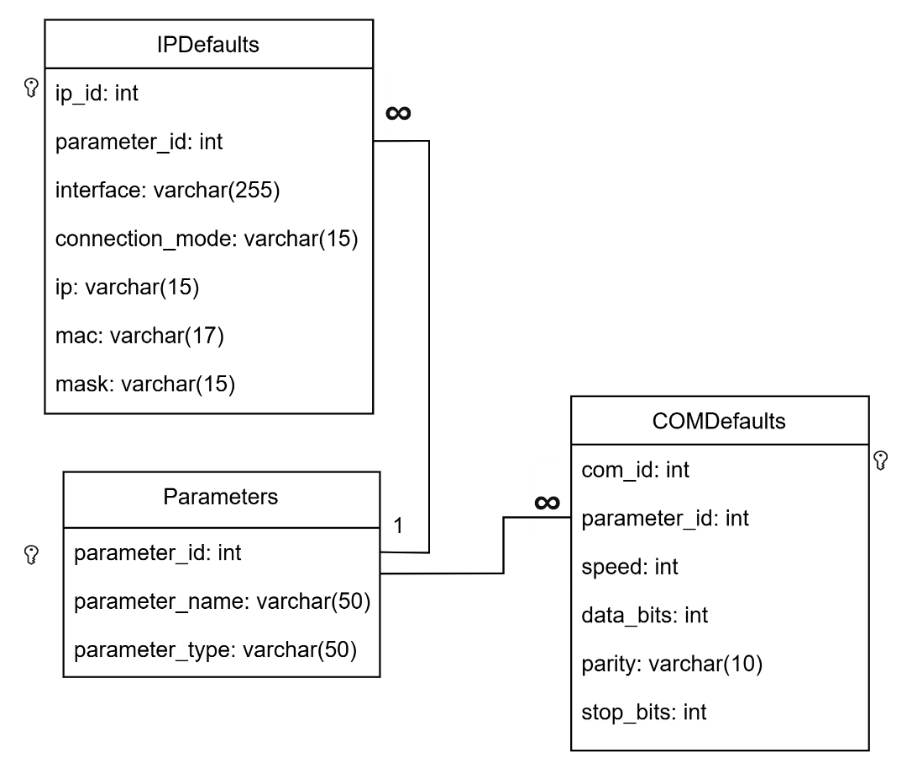 IPDefaults
ip_id: int
parameter_id: int
interface: varchar(255)
connection_mode: varchar(15)
ip: varchar(15)
mac: varchar(17)
mask: varchar(15)
∞
Parameters
1
parameter_id: int
parameter_name: varchar(50)
parameter_type: varchar(50)
∞
COMDefaults
com_id: int
parameter_id: int
speed: int
data_bits: int
parity: varchar(10)
stop_bits: int